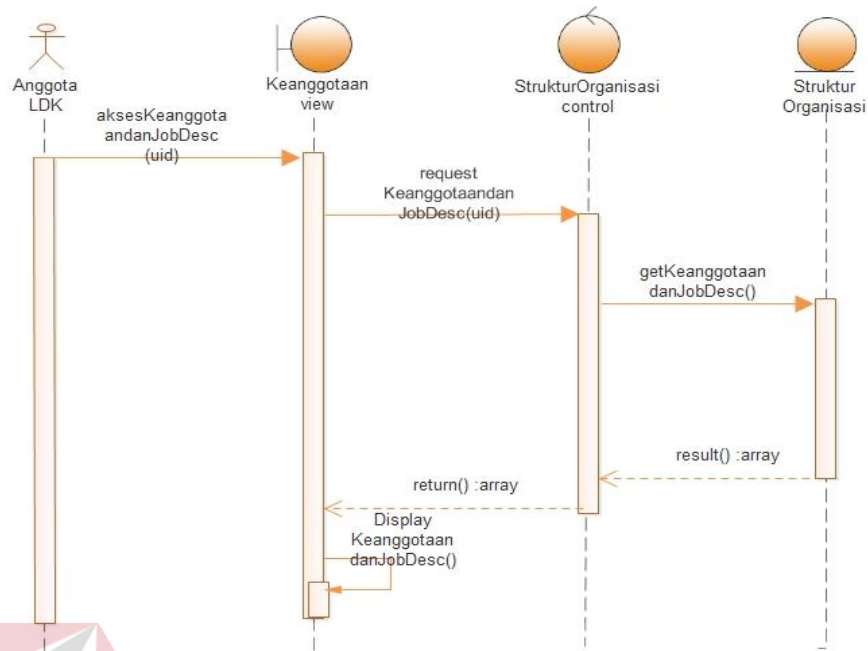 Anggota
LDK
Keanggotaan
view
StrukturOrganisasi
control
Struktur
Organisasi
aksesKeanggota
andanJobDesc
(uid)
request
Keanggotaandan
JobDesc(uid)
getKeanggotaan
danJobDesc()
result() :array
return() :array
Display
Keanggotaan
danJobDesc()